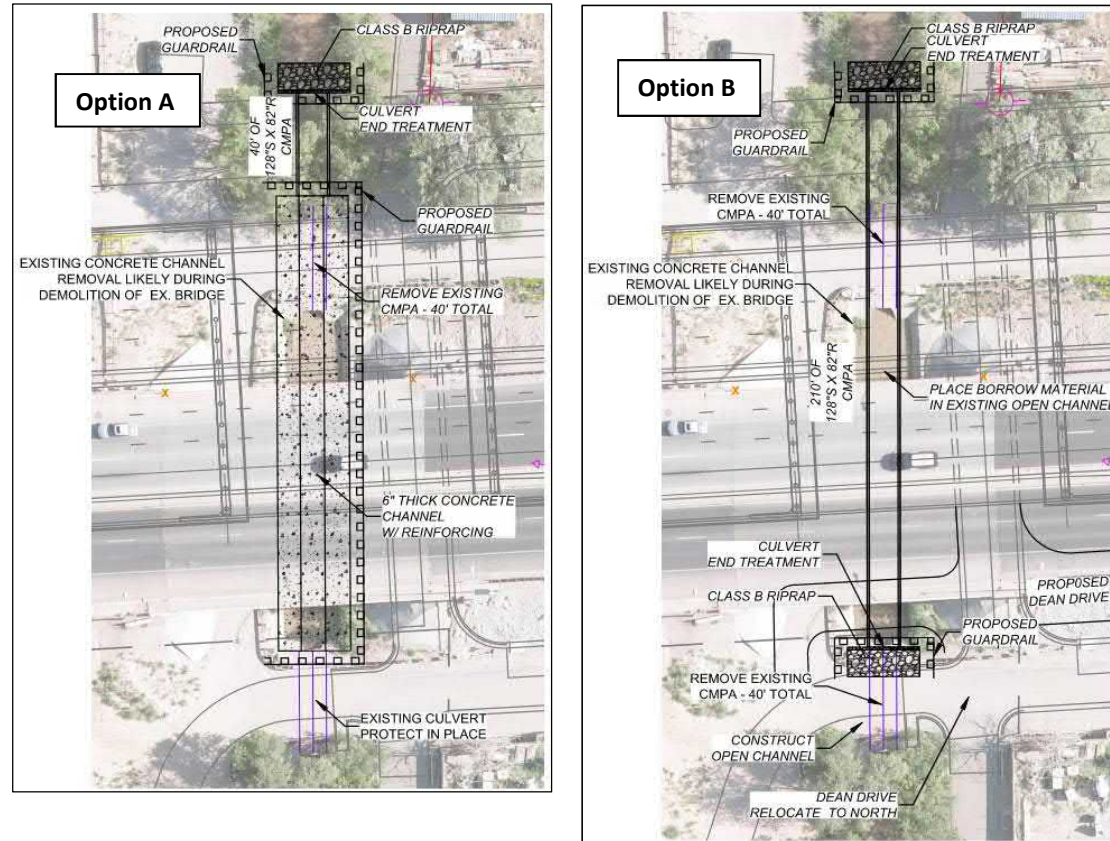 Option A
PROPOSED
GUARDRAIL
CLASS B RIPRAP
CULVERT
END TREATMENT
40' OF
128"S X 82"R
CMPA
PROPOSED
GUARDRAIL
EXISTING CONCRETE CHANNEL
REMOVAL LIKELY DURING
DEMOLITION OF EX. BRIDGE
REMOVE EXISTING
CMPA - 40' TOTAL
X
X
6" THICK CONCRETE
CHANNEL
W/ REINFORCING
EXISTING CULVERT
PROTECT IN PLACE
Option B
CLASS B RIPRAP
CULVERT
END TREATMENT
PROPOSED
GUARDRAIL
REMOVE EXISTING
CMPA - 40' TOTAL
EXISTING CONCRETE CHANNEL
REMOVAL LIKELY DURING
DEMOLITION OF EX. BRIDGE
210' OF
128"S X 82"R
CMPA
X
X
PLACE BORROW MATERIAL
IN EXISTING OPEN CHANNEL
CULVERT
END TREATMENT
CLASS B RIPRAP
PROPOSED
DEAN DRIVE
PROPOSED
GUARDRAIL
REMOVE EXISTING
CMPA - 40' TOTAL
CONSTRUCT
OPEN CHANNEL
DEAN DRIVE
RELOCATE TO NORTH